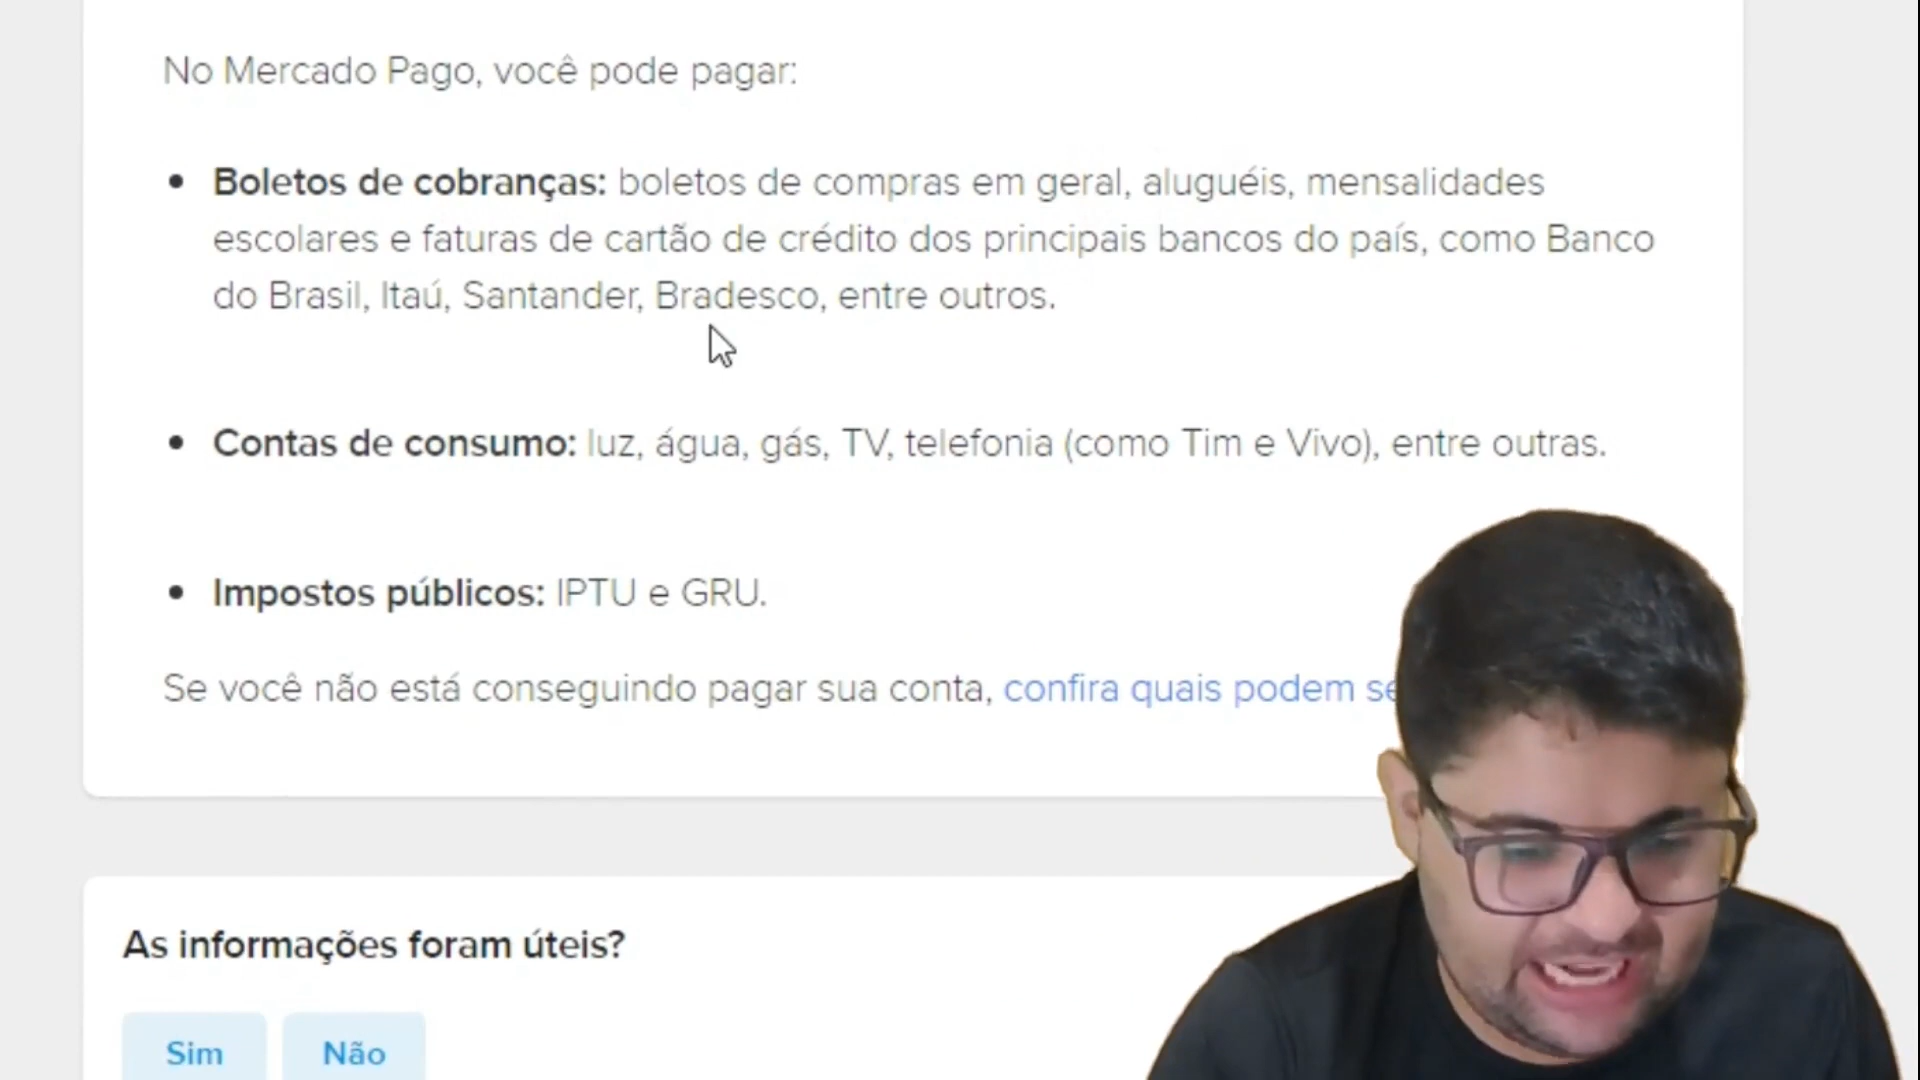 No Mercado Pago, você pode pagar:
• Boletos de cobranças: boletos de compras em geral, aluguéis, mensalidades
escolares e faturas de cartão de crédito dos principais bancos do país, como Banco
do Brasil, Itaú, Santander, Bradesco, entre outros.
• Contas de consumo: luz, água, gás, TV, telefonia (como Tim e Vivo), entre outras.
• Impostos públicos: IPTU e GRU.
Se você não está conseguindo pagar sua conta, confira quais podem
As informações foram úteis?
Sim Não